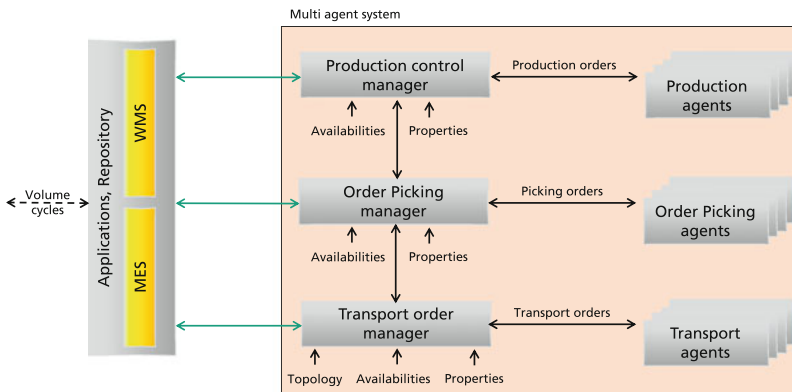 Multi agent system
Applications, Repository
WMS
MES
Volume
cycles
Production control
manager
Production orders
Production
agents
Availabilities
Properties
Order Picking
manager
Picking orders
Order Picking
agents
Availabilities
Properties
Transport order
manager
Transport orders
Transport
agents
Topology
Availabilities
Properties